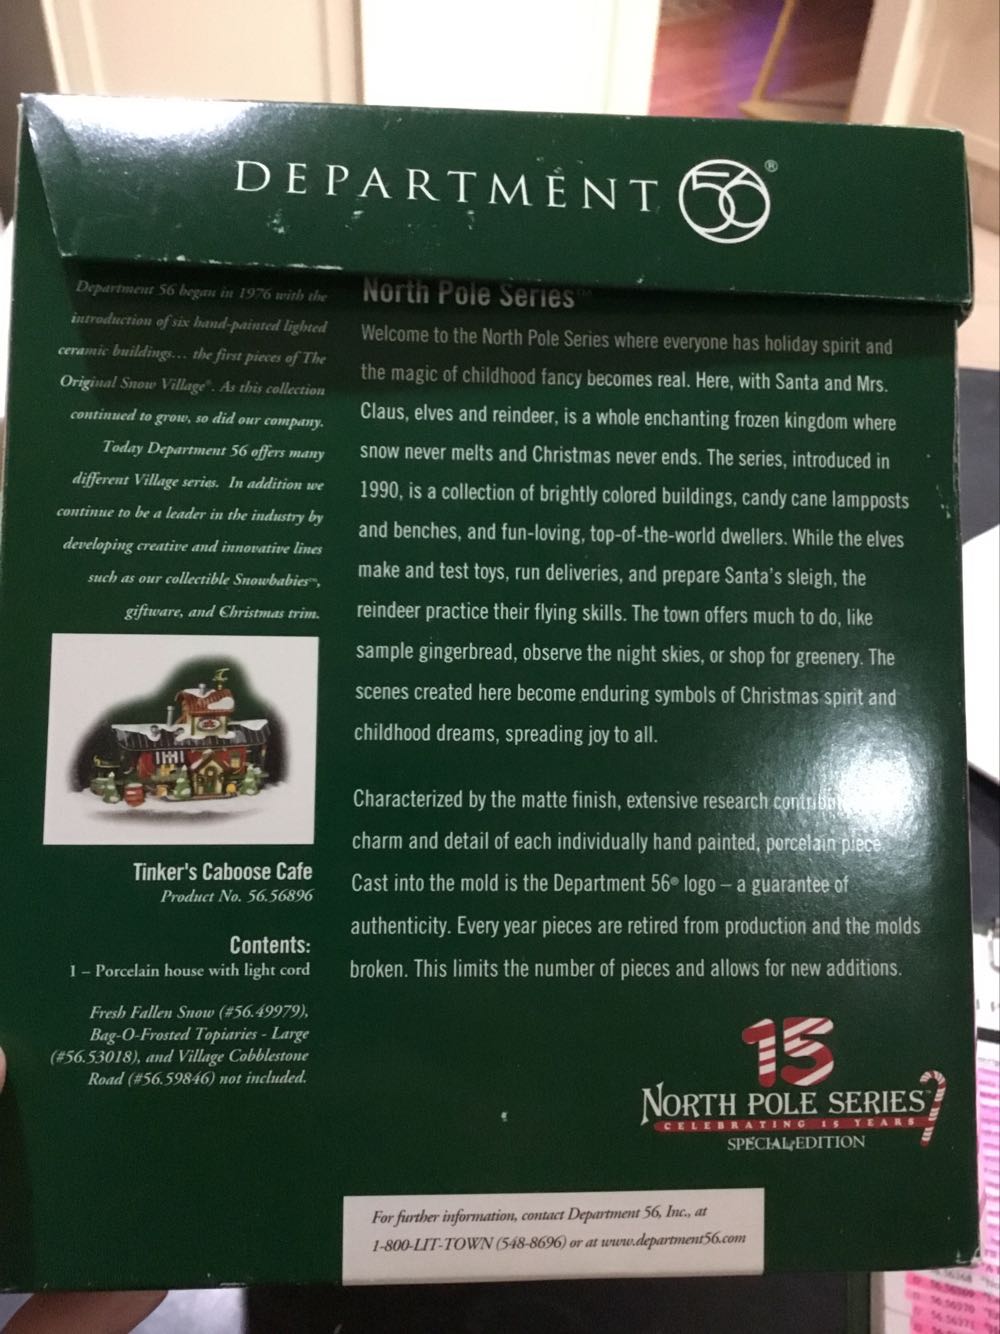 DEPARTMENT 56®
Department 56 began in 1976 with the
introduction of six hand-painted lighted
ceramic buildings... the first pieces of The
Original Snow Village®. As this collection
continued to grow, so did our company.
Today Department 56 offers many
different Village series. In addition we
continue to be a leader in the industry by
developing creative and innovative lines
such as our collectible Snowbabies™,
giftware, and Christmas trim.
Tinker's Caboose Cafe
Product No. 56.56896
Contents:
1 – Porcelain house with light cord
Fresh Fallen Snow (#56.49979),
Bag-O-Frosted Topiaries - Large
(#56.53018), and Village Cobblestone
Road (#56.59846) not included.
North Pole Series™
Welcome to the North Pole Series where everyone has holiday spirit and
the magic of childhood fancy becomes real. Here, with Santa and Mrs.
Claus, elves and reindeer, is a whole enchanting frozen kingdom where
snow never melts and Christmas never ends. The series, introduced in
1990, is a collection of brightly colored buildings, candy cane lampposts
and benches, and fun-loving, top-of-the-world dwellers. While the elves
make and test toys, run deliveries, and prepare Santa's sleigh, the
reindeer practice their flying skills. The town offers much to do, like
sample gingerbread, observe the night skies, or shop for greenery. The
scenes created here become enduring symbols of Christmas spirit and
childhood dreams, spreading joy to all.
Characterized by the matte finish, extensive research
charm and detail of each individually hand painted, porcelain piece.
Cast into the mold is the Department 56® logo – a guarantee of
authenticity. Every year pieces are retired from production and the molds
broken. This limits the number of pieces and allows for new additions.
15
NORTH POLE SERIES™
CELEBRATING 15 YEARS
SPECIAL EDITION
For further information, contact Department 56, Inc., at
1-800-LIT-TOWN (548-8696) or at www.department56.com
56.56368
56.56369
56.56370
56.56371